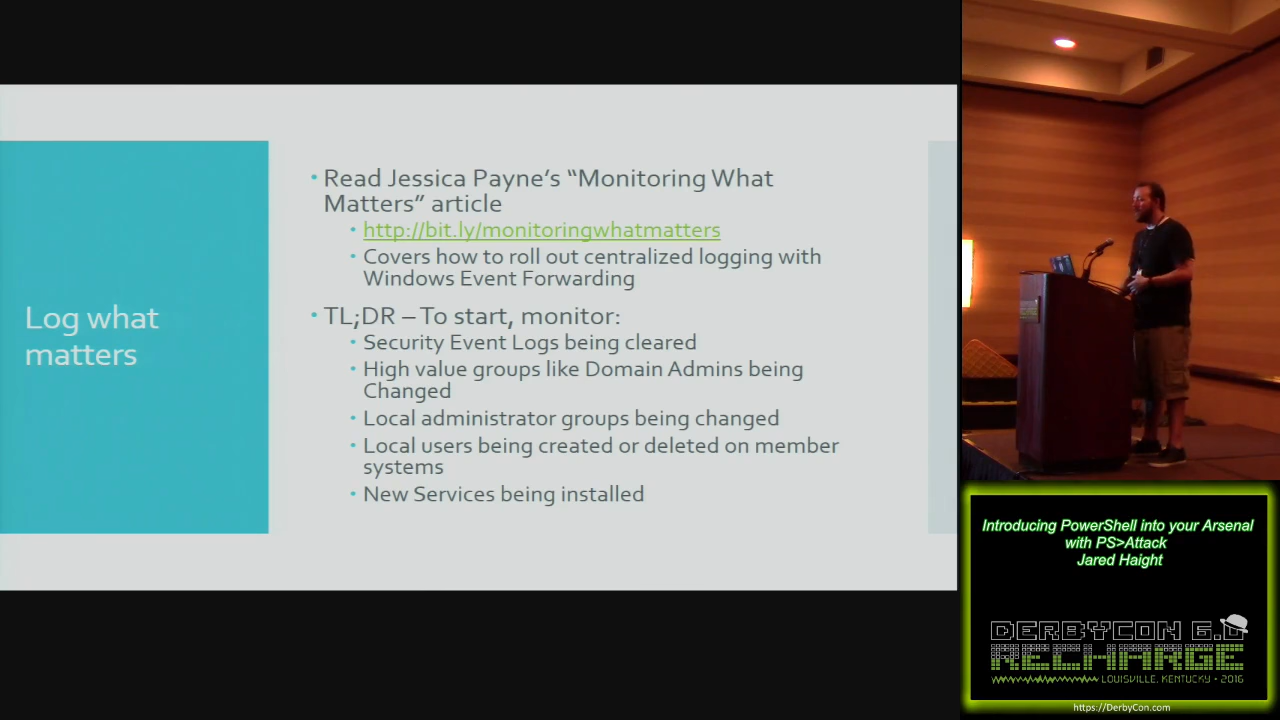 Log what
matters
Read Jessica Payne's “Monitoring What
Matters” article
http://bit.ly/monitoringwhatmatters
Covers how to roll out centralized logging with
Windows Event Forwarding
TL;DR – To start, monitor:
Security Event Logs being cleared
High value groups like Domain Admins being
Changed
Local administrator groups being changed
Local users being created or deleted on member
systems
New Services being installed
Introducing PowerShell into your Arsenal
with PS>Attack
Jared Haight
DERBYCON 6.0
RECHARGE
LOUISVILLE, KENTUCKY • 2016
https://DerbyCon.com